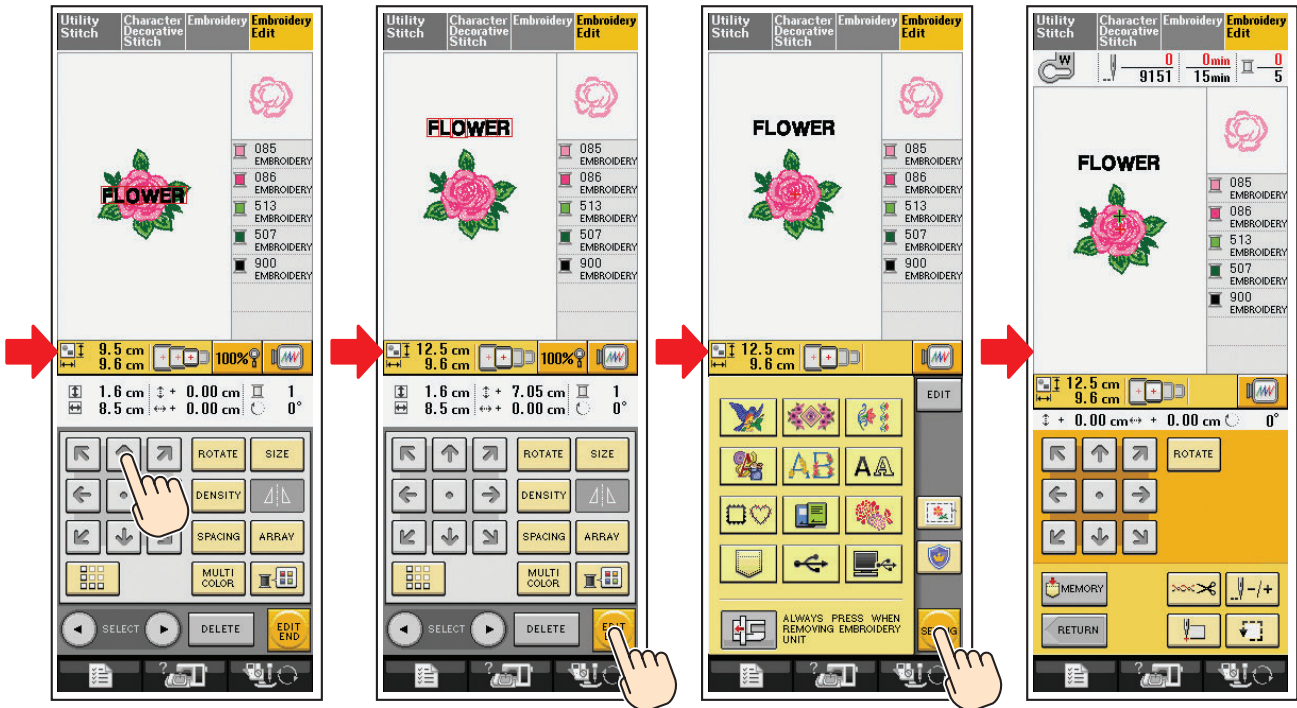 Utility Character Embroidery Embroidery
Stitch Decorative Edit
Stitch
FLOWER
085
EMBROIDERY
086
EMBROIDERY
513
EMBROIDERY
507
EMBROIDERY
900
EMBROIDERY
9.5 cm
9.6 cm
100%
1.6 cm + 0.00 cm 1
8.5 cm + 0.00 cm 0°
ROTATE SIZE
DENSITY
SPACING ARRAY
MULTI
COLOR
SELECT DELETE EDIT
END
?
Utility Character Embroidery Embroidery
Stitch Decorative Edit
Stitch
FLOWER
085
EMBROIDERY
086
EMBROIDERY
513
EMBROIDERY
507
EMBROIDERY
900
EMBROIDERY
12.5 cm
9.6 cm
100%
1.6 cm + 7.05 cm 1
8.5 cm + 0.00 cm 0°
ROTATE SIZE
DENSITY
SPACING ARRAY
MULTI
COLOR
SELECT DELETE
?
Utility Character Embroidery Embroidery
Stitch Decorative Edit
Stitch
FLOWER
085
EMBROIDERY
086
EMBROIDERY
513
EMBROIDERY
507
EMBROIDERY
900
EMBROIDERY
12.5 cm
9.6 cm
EDIT
AB AA
ALWAYS PRESS WHEN
REMOVING EMBROIDERY
UNIT
?
Utility Character Embroidery Embroidery
Stitch Decorative Edit
Stitch
W 0 0min 0
9151 15min 5
FLOWER
085
EMBROIDERY
086
EMBROIDERY
513
EMBROIDERY
507
EMBROIDERY
900
EMBROIDERY
12.5 cm
9.6 cm
+ 0.00 cm + 0.00 cm 0°
ROTATE
MEMORY -/+
RETURN
?